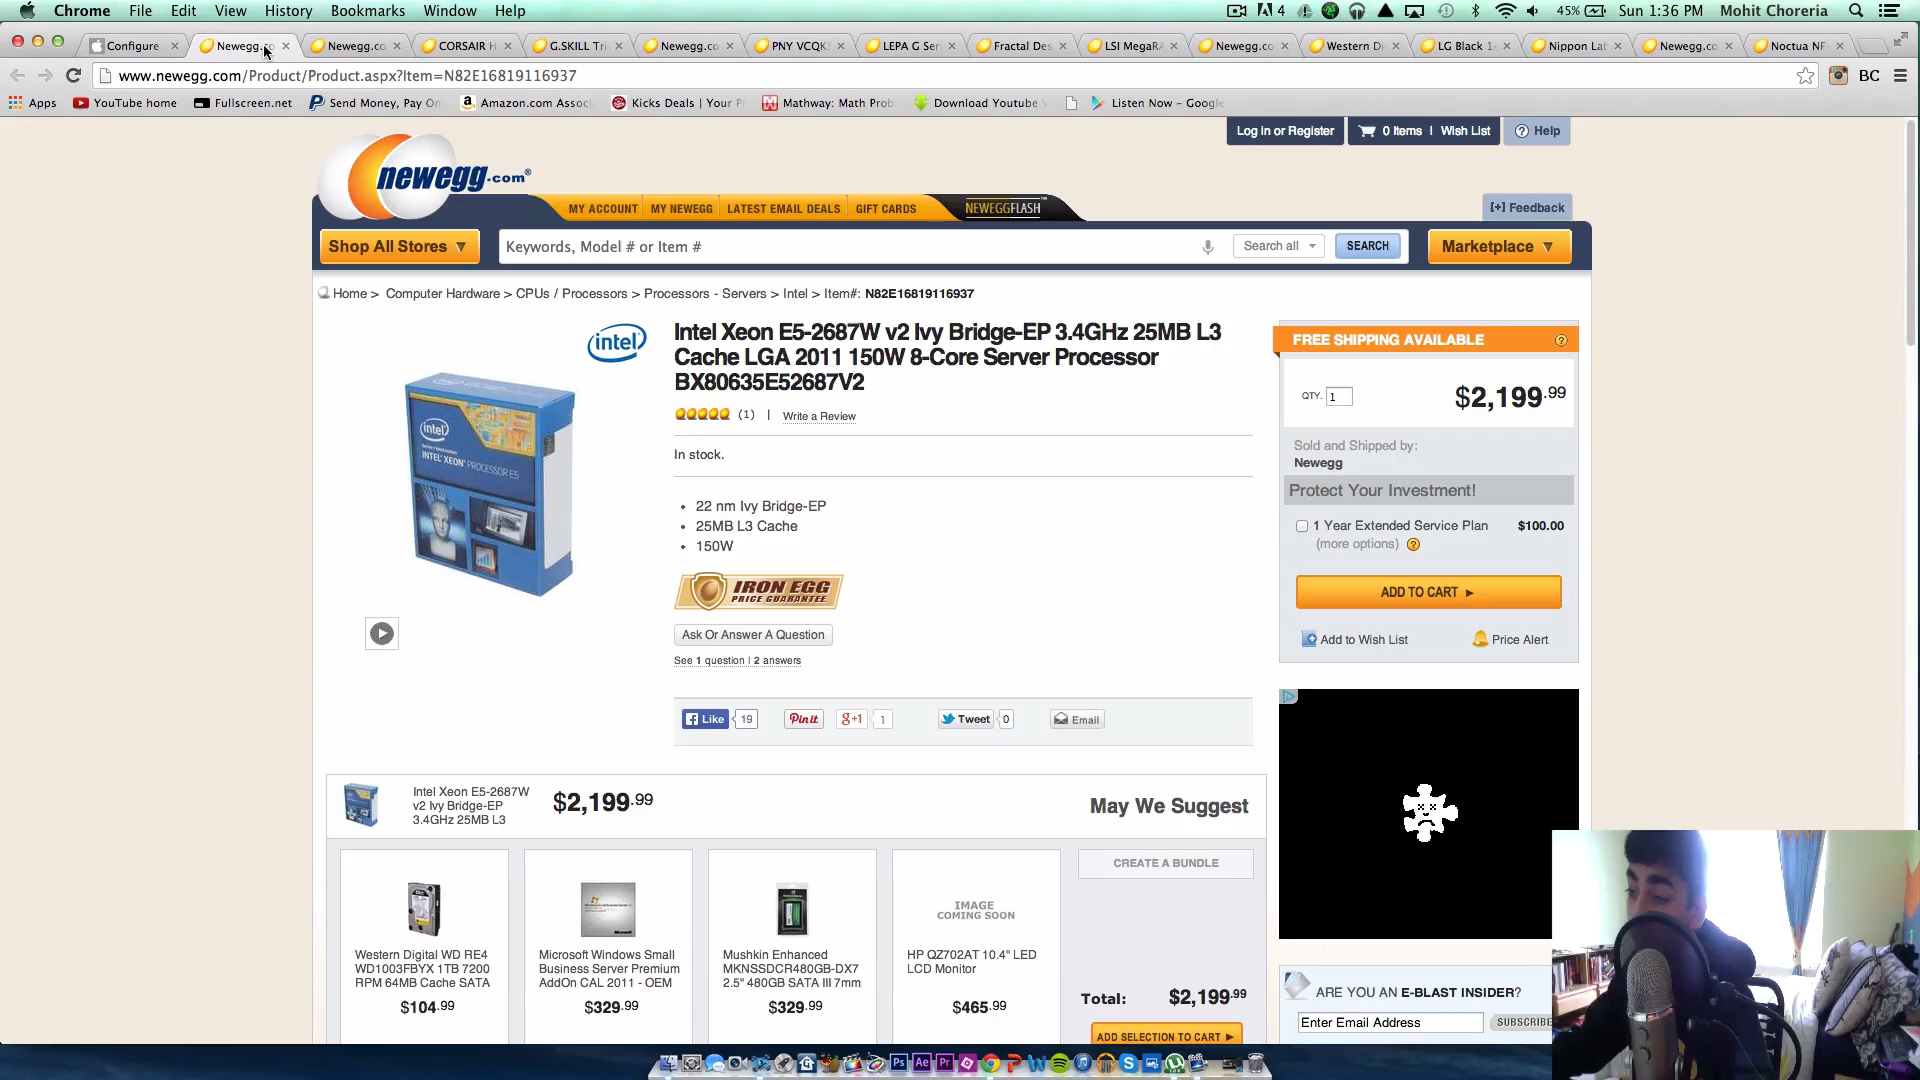 Chrome File Edit View History Bookmarks Window Help 4 45% Sun 1:36 PM Mohit Choreria
Configure Newegg.co Newegg.co CORSAIR H G.SKILL Tri Newegg.co PNY VCQK LEPA G Ser Fractal Des LSI MegaRA Newegg.co Western Di LG Black 1 Nippon Lab Newegg.co Noctua NF
www.newegg.com/Product/Product.aspx?Item=N82E16819116937 BC
Apps YouTube home Fullscreen.net Send Money, Pay On Amazon.com Assoc Kicks Deals | Your P Mathway: Math Prob Download Youtube Listen Now – Google
Log in or Register 0 Items | Wish List Help
newegg.com®
MY ACCOUNT MY NEWEGG LATEST EMAIL DEALS GIFT CARDS NEWEGGFLASH
[+] Feedback
Shop All Stores ▼ Keywords, Model # or Item # Search all SEARCH Marketplace ▼
Home > Computer Hardware > CPUs / Processors > Processors - Servers > Intel > Item#: N82E16819116937
intel
Intel Xeon E5-2687W v2 Ivy Bridge-EP 3.4GHz 25MB L3
Cache LGA 2011 150W 8-Core Server Processor
BX80635E52687V2
(1) | Write a Review
In stock.
• 22 nm Ivy Bridge-EP
• 25MB L3 Cache
• 150W
intel
INTEL® XEON® PROCESSOR E5
IRON EGG
PRICE GUARANTEE
Ask Or Answer A Question
See 1 question | 2 answers
Like 19 Pin it g+1 1 Tweet 0 Email
FREE SHIPPING AVAILABLE
QTY. 1 $2,199.99
Sold and Shipped by:
Newegg
Protect Your Investment!
1 Year Extended Service Plan $100.00
(more options)
ADD TO CART ►
Add to Wish List Price Alert
Intel Xeon E5-2687W
v2 Ivy Bridge-EP
3.4GHz 25MB L3
$2,199.99
May We Suggest
Western Digital WD RE4
WD1003FBYX 1TB 7200
RPM 64MB Cache SATA
$104.99
Microsoft Windows Small
Business Server Premium
AddOn CAL 2011 - OEM
$329.99
Mushkin Enhanced
MKNSSDCR480GB-DX7
2.5" 480GB SATA III 7mm
$329.99
IMAGE
COMING SOON
HP QZ702AT 10.4" LED
LCD Monitor
$465.99
CREATE A BUNDLE
Total: $2,199.99
ADD SELECTION TO CART ►
ARE YOU AN E-BLAST INSIDER?
Enter Email Address SUBSCRIBE
Ps Ae Pr